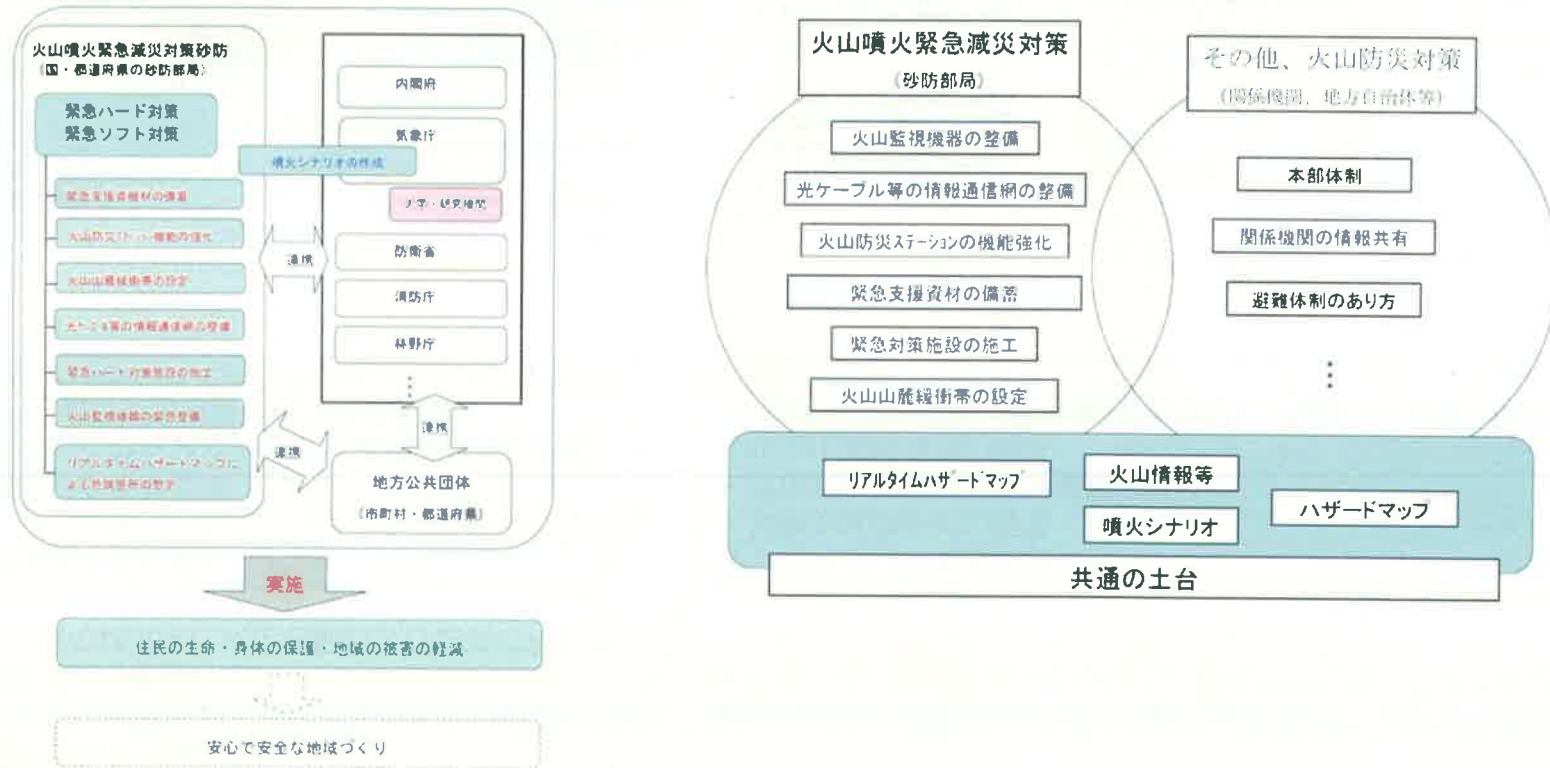 火山噴火緊急減災対策砂防
(国・都道府県の砂防部局)
緊急ハード対策
緊急ソフト対策
緊急支援資機材の備蓄
機能の強化
火山山麓緩衝帯の設定
等の情報通信網の整備
緊急ハード対策施設の施工
火山監視機器の緊急整備
リアルタイムハザードマップに
よる危険箇所の想定
噴火シナリオの作成
連携
連携
内閣府
気象庁
大学・研究機関
防衛省
消防庁
林野庁
⋮
連携
地方公共団体
(市町村・都道府県)
実施
住民の生命・身体の保護・地域の被害の軽減
安心で安全な地域づくり
火山噴火緊急減災対策
(砂防部局)
火山監視機器の整備
光ケーブル等の情報通信網の整備
火山防災ステーションの機能強化
緊急支援資材の備蓄
緊急対策施設の施工
火山山麓緩衝帯の設定
その他、火山防災対策
(関係機関、地方自治体等)
本部体制
関係機関の情報共有
避難体制のあり方
⋮
リアルタイムハザードマップ
火山情報等
噴火シナリオ
ハザードマップ
共通の土台